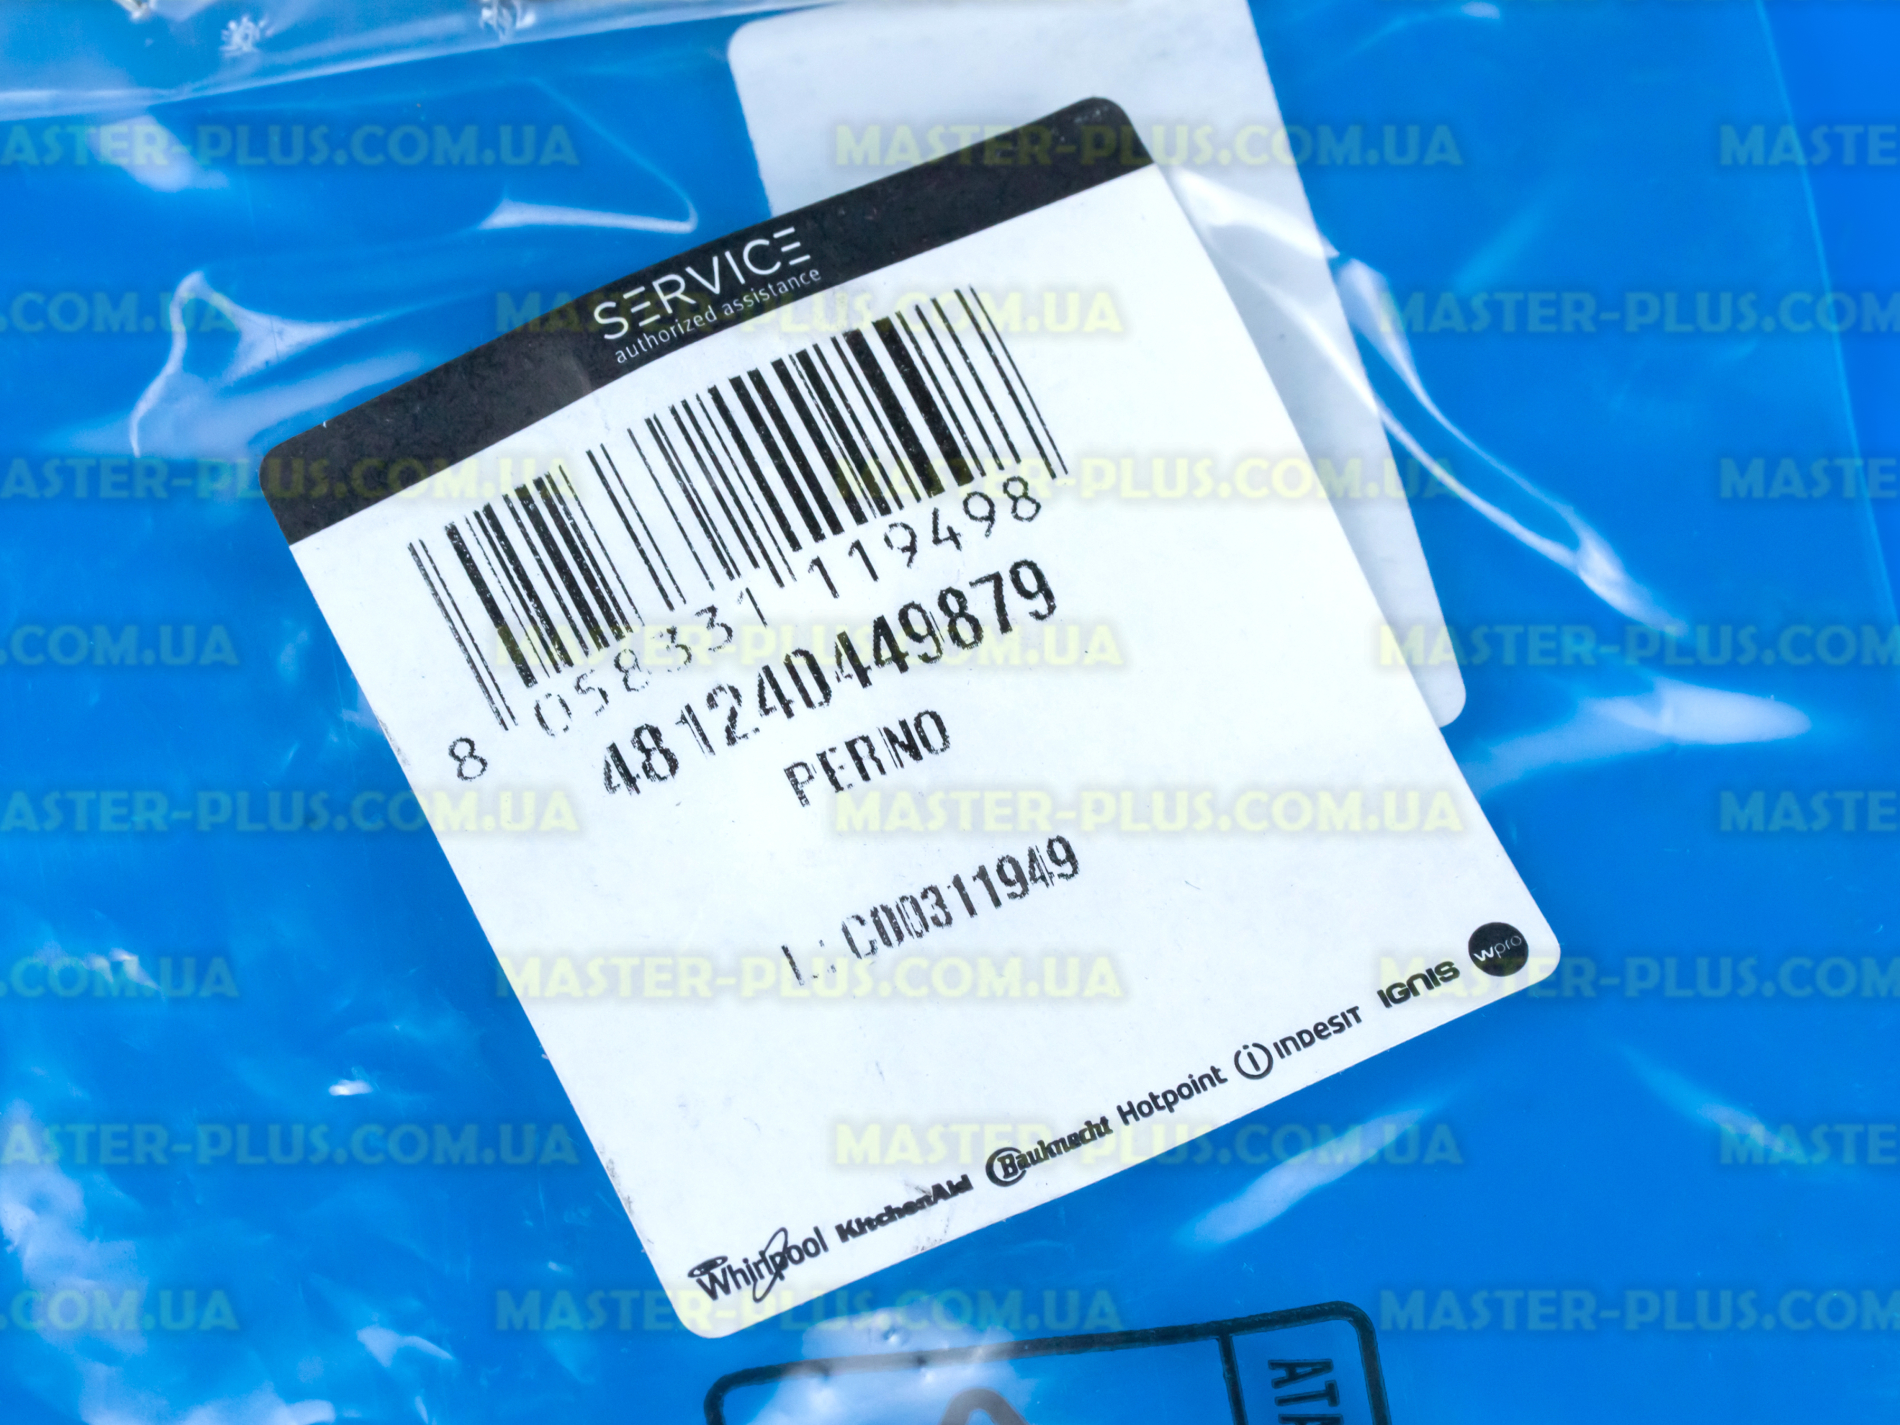 SERVICE
authorized assistance
8 058331 119498
481240449879
PERNO
C00311949
Whirlpool KitchenAid Bauknecht Hotpoint indesit IGNIS wpro
MASTER-PLUS.COM.UA